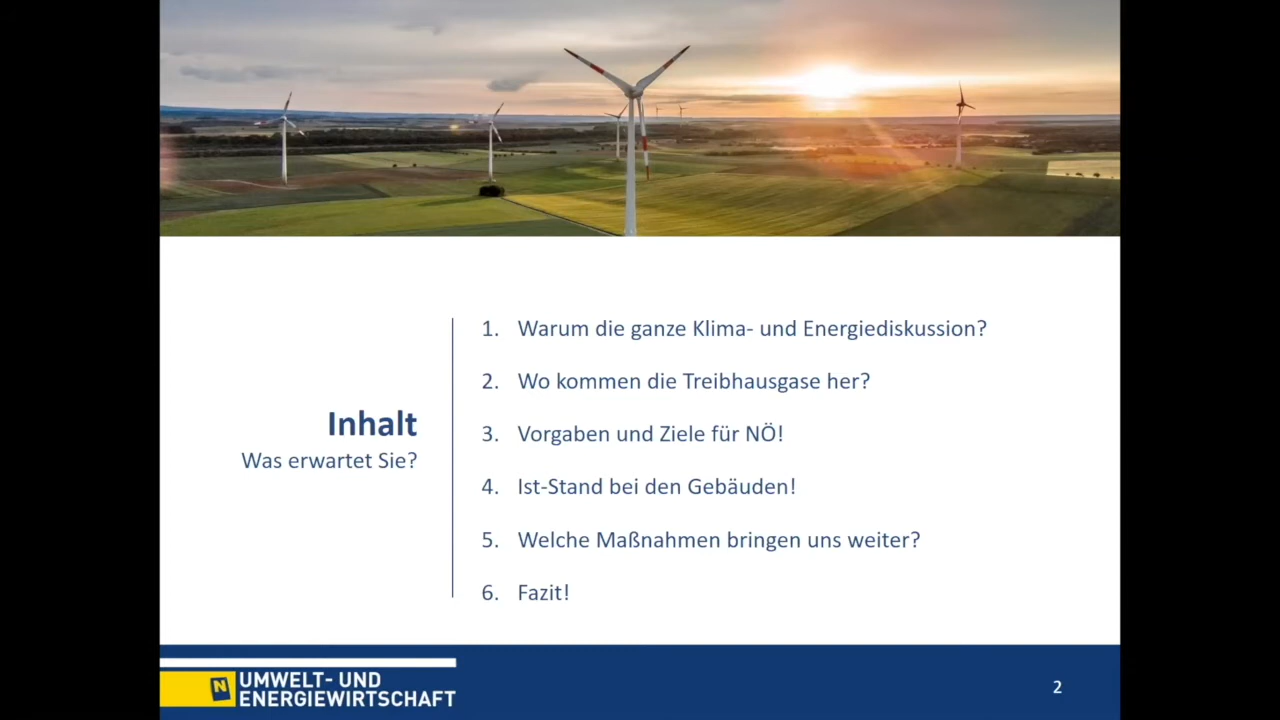 Inhalt
Was erwartet Sie?
1. Warum die ganze Klima- und Energiediskussion?
2. Wo kommen die Treibhausgase her?
3. Vorgaben und Ziele für NÖ!
4. Ist-Stand bei den Gebäuden!
5. Welche Maßnahmen bringen uns weiter?
6. Fazit!
N
UMWELT- UND
ENERGIEWIRTSCHAFT
2